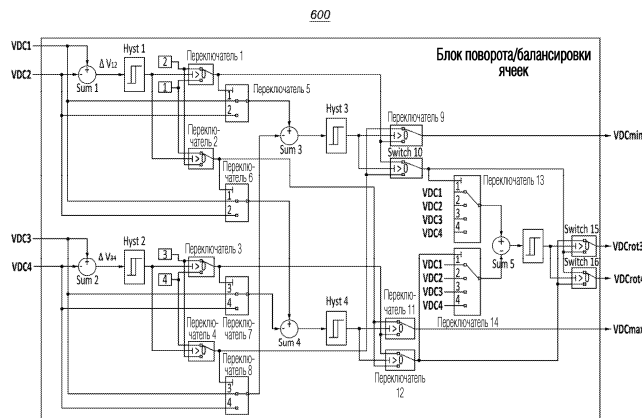 600
Блок поворота/балансировки
ячеек
VDC1
VDC2
Δ V12
Sum 1
Hyst 1
2
1
Переключатель 1
Переключатель 5
1
2
Переключатель 2
Переклю-
чатель 6
1
2
Sum 3
Hyst 3
Переключатель 9
Switch 10
VDCmin
Переключатель 13
1
2
3
4
VDC1
VDC2
VDC3
VDC4
Sum 5
Switch 15
VDCrot3
Switch 16
VDCrot4
VDC3
VDC4
Δ V34
Sum 2
Hyst 2
3
4
Переключатель 3
3
4
Переклю-
чатель 7
Переклю-
чатель 4
Переклю-
чатель 8
3
4
Sum 4
Hyst 4
Переклю-
чатель 11
VDC1
VDC2
VDC3
VDC4
1
2
3
4
Переключатель 14
VDCmax
Переключатель
12